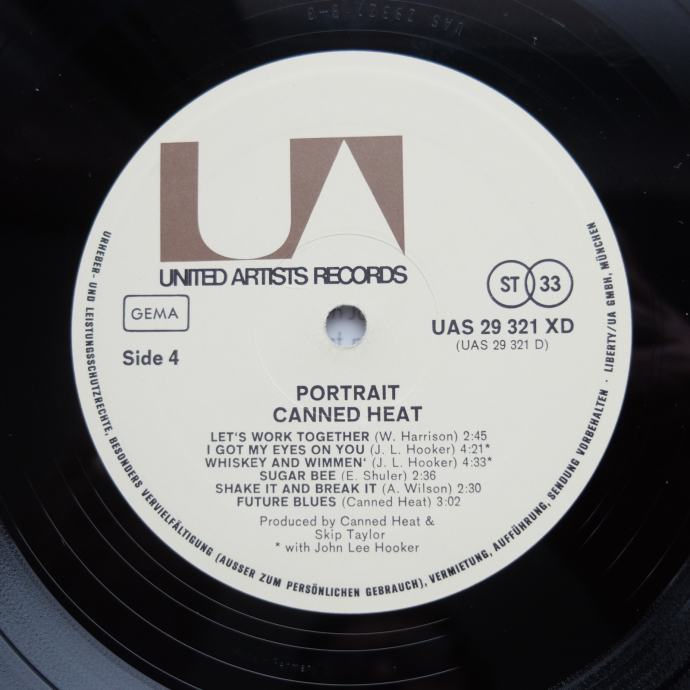 UA
UNITED ARTISTS RECORDS
GEMA
ST 33
UAS 29 321 XD
(UAS 29 321 D)
Side 4
PORTRAIT
CANNED HEAT
LET'S WORK TOGETHER (W. Harrison) 2:45
I GOT MY EYES ON YOU (J. L. Hooker) 4:21*
WHISKEY AND WIMMEN' (J. L. Hooker) 4:33*
SUGAR BEE (E. Shuler) 2:36
SHAKE IT AND BREAK IT (A. Wilson) 2:30
FUTURE BLUES (Canned Heat) 3:02
Produced by Canned Heat &
Skip Taylor
* with John Lee Hooker
URHEBER- UND LEISTUNGSSCHUTZRECHTE, BESONDERS VERVIELFÄLTIGUNG (AUSSER ZUM PERSÖNLICHEN GEBRAUCH), VERMIETUNG, AUFFÜHRUNG, SENDUNG VORBEHALTEN · LIBERTY/UA GMBH, MÜNCHEN